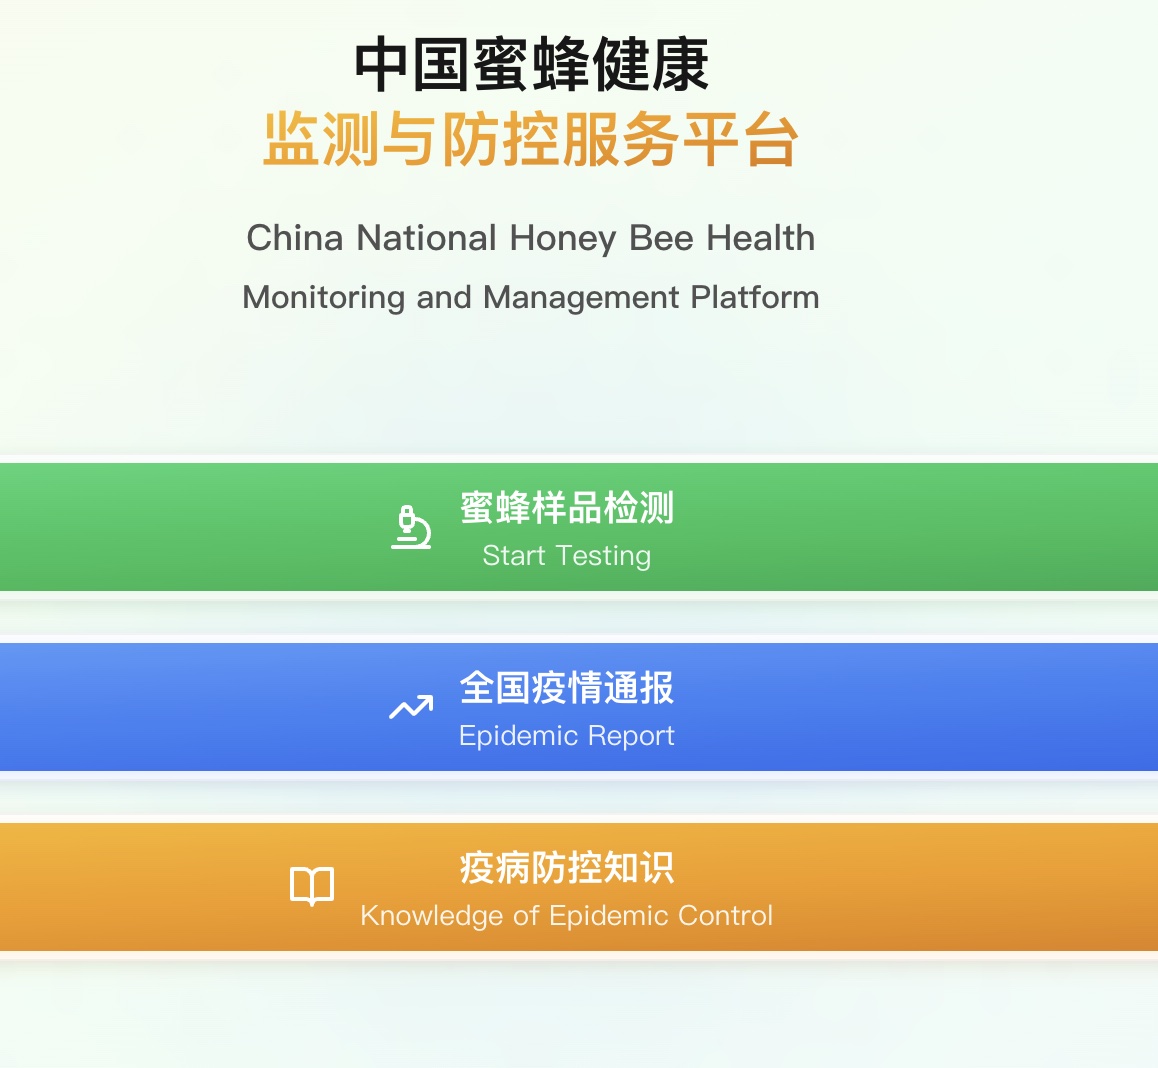 中国蜜蜂健康
监测与防控服务平台
China National Honey Bee Health
Monitoring and Management Platform
蜜蜂样品检测
Start Testing
全国疫情通报
Epidemic Report
疫病防控知识
Knowledge of Epidemic Control